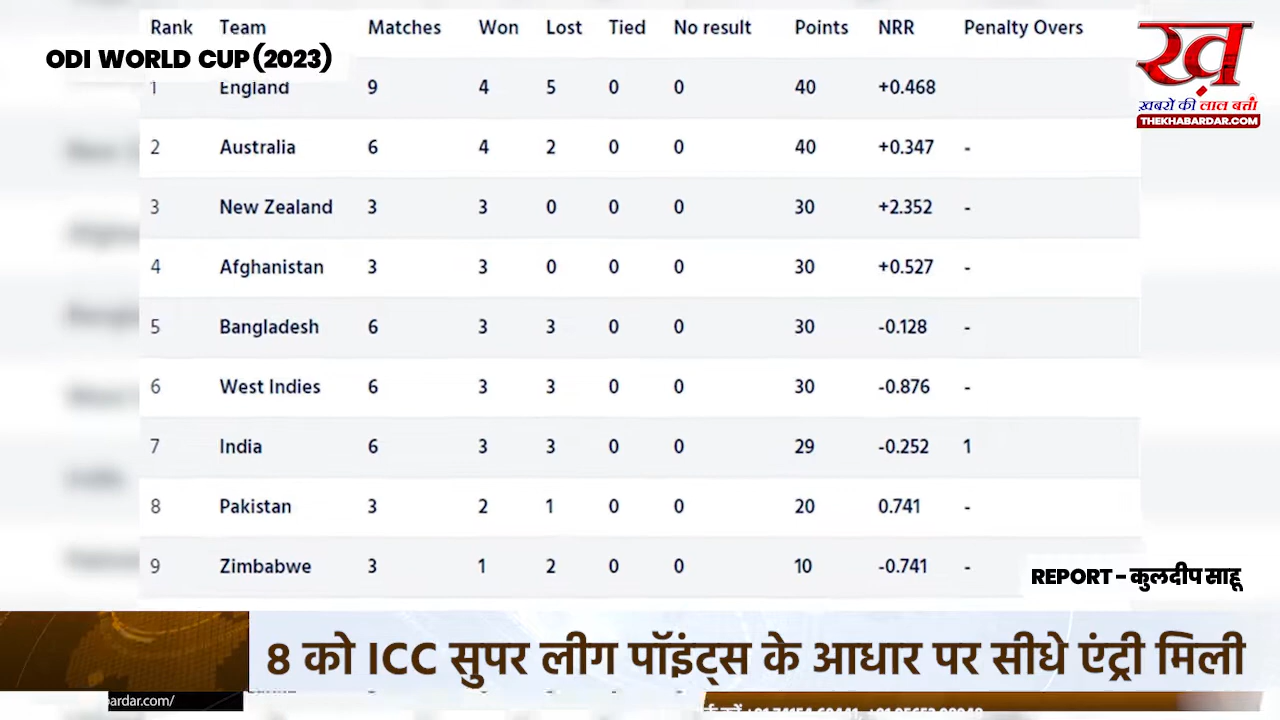 Rank Team Matches Won Lost Tied No result Points NRR Penalty Overs
ODI WORLD CUP (2023)
1 England 9 4 5 0 0 40 +0.468
2 Australia 6 4 2 0 0 40 +0.347 -
3 New Zealand 3 3 0 0 0 30 +2.352 -
4 Afghanistan 3 3 0 0 0 30 +0.527 -
5 Bangladesh 6 3 3 0 0 30 -0.128 -
6 West Indies 6 3 3 0 0 30 -0.876 -
7 India 6 3 3 0 0 29 -0.252 1
8 Pakistan 3 2 1 0 0 20 0.741 -
9 Zimbabwe 3 1 2 0 0 10 -0.741 -
ख़
ख़बरों की लाल बत्ती
THEKHABARDAR.COM
REPORT - कुलदीप साहू
8 को ICC सुपर लीग पॉइंट्स के आधार पर सीधे एंट्री मिली
ardar.com/